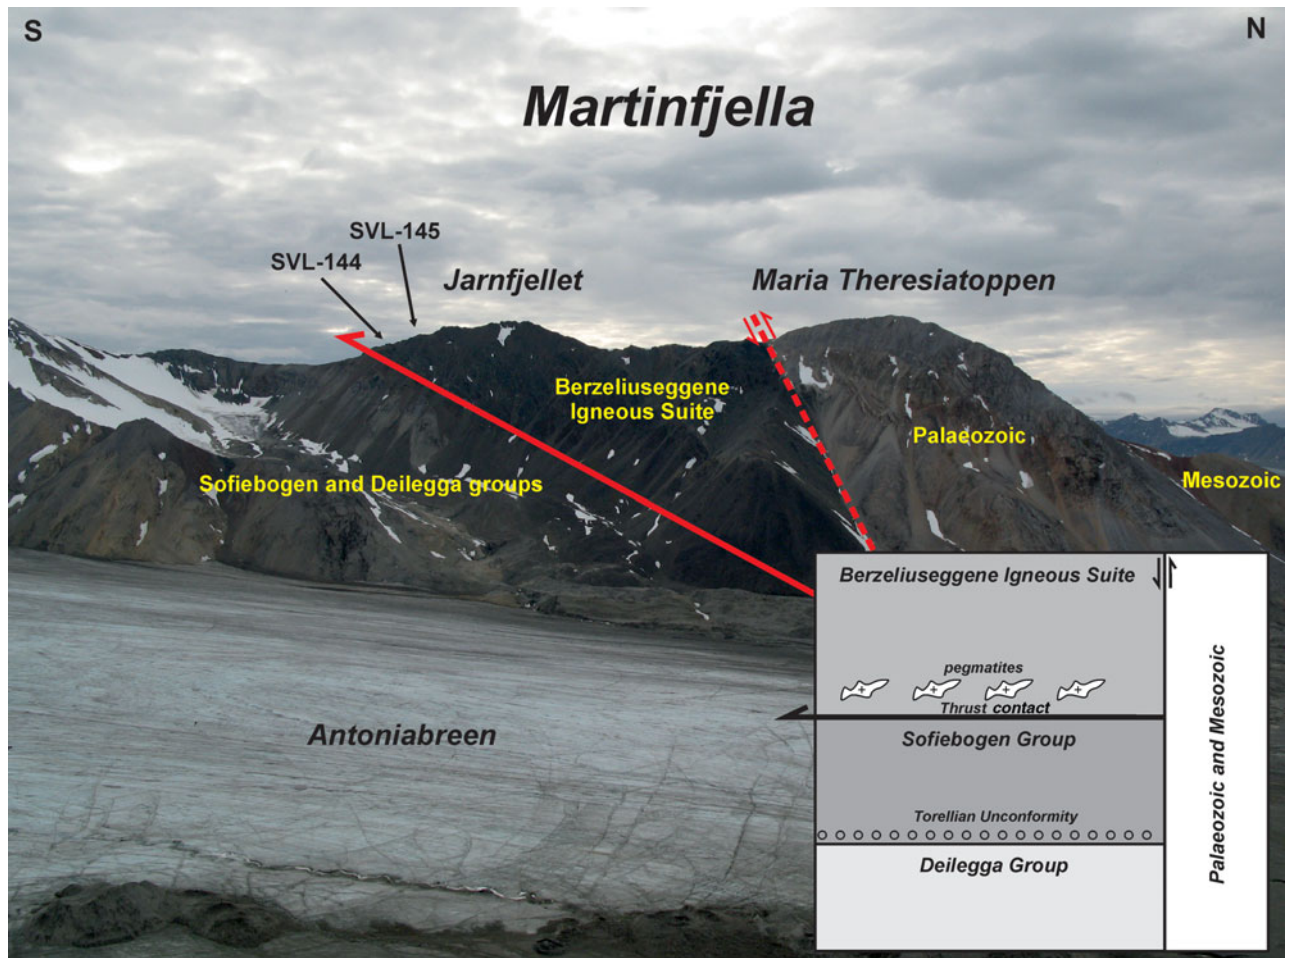 S
N
Martinfjella
SVL-145
SVL-144
Jarnfjellet
Maria Theresiatoppen
Berzeliuseggene
Igneous Suite
Palaeozoic
Mesozoic
Sofiebogen and Deilegga groups
Antoniabreen
Berzeliuseggene Igneous Suite
pegmatites
Thrust contact
Sofiebogen Group
Torellian Unconformity
Deilegga Group
Palaeozoic and Mesozoic